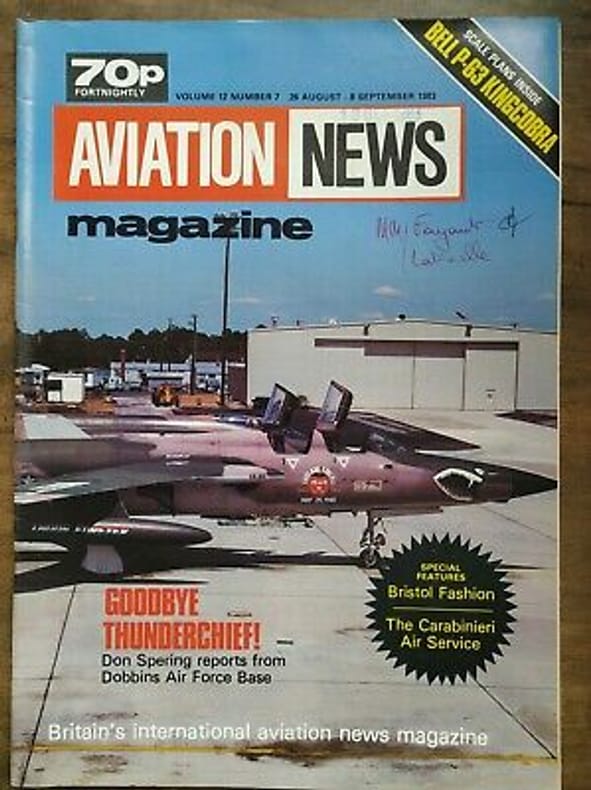 70p
FORTNIGHTLY
VOLUME 12 NUMBER 7 26 AUGUST - 8 SEPTEMBER 1983
SCALE PLANS INSIDE
BELL P-63 KINGCOBRA
AVIATION NEWS
magazine
GOODBYE
THUNDERCHIEF!
Don Spering reports from
Dobbins Air Force Base
SPECIAL
FEATURES
Bristol Fashion
The Carabinieri
Air Service
Britain's international aviation news magazine